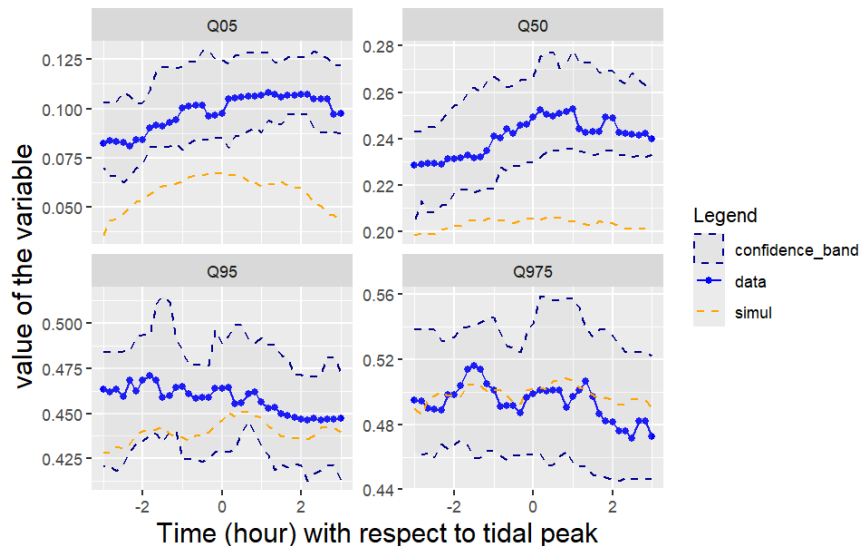 Q05
Q50
0.125
0.100
0.075
0.050
0.28
0.26
0.24
0.22
0.20
Q95
Q975
0.500
0.475
0.450
0.425
0.56
0.52
0.48
0.44
-2
0
2
-2
0
2
value of the variable
Time (hour) with respect to tidal peak
Legend
confidence_band
data
simul